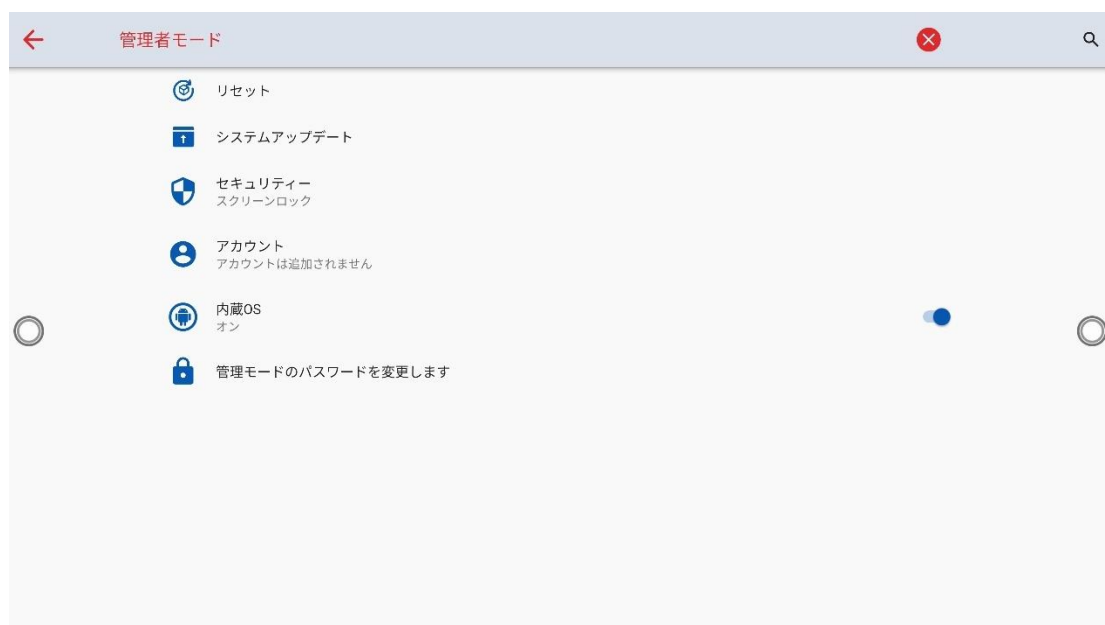 管理者モード
リセット
システムアップデート
セキュリティー
スクリーンロック
アカウント
アカウントは追加されません
内蔵OS
オン
管理モードのパスワードを変更します